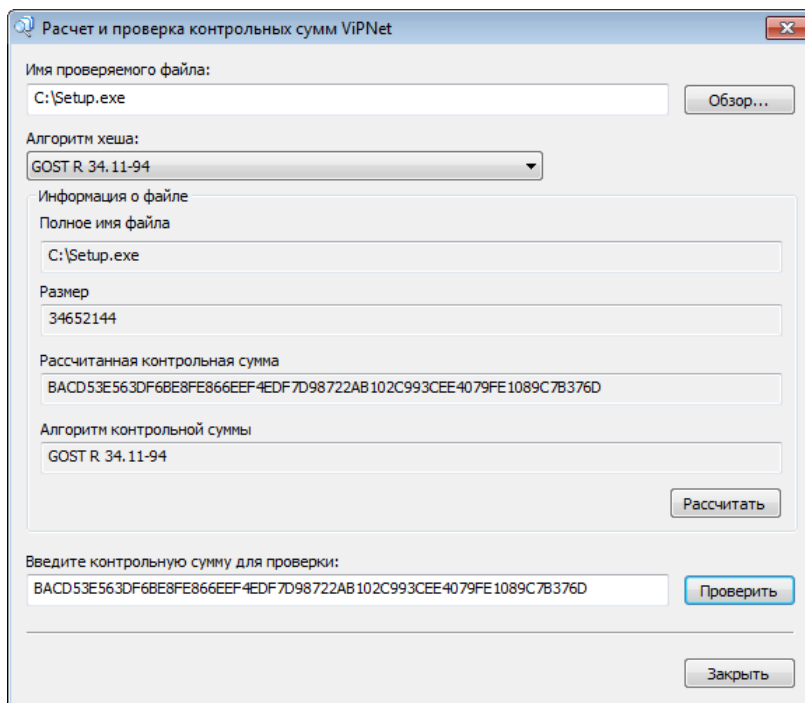 Расчет и проверка контрольных сумм ViPNet
Имя проверяемого файла:
C:\Setup.exe
Обзор...
Алгоритм хеша:
GOST R 34.11-94
Информация о файле
Полное имя файла
C:\Setup.exe
Размер
34652144
Рассчитанная контрольная сумма
BACD53E563DF6BE8FE866EEF4EDF7D98722AB102C993CEE4079FE1089C7B376D
Алгоритм контрольной суммы
GOST R 34.11-94
Рассчитать
Введите контрольную сумму для проверки:
BACD53E563DF6BE8FE866EEF4EDF7D98722AB102C993CEE4079FE1089C7B376D
Проверить
Закрыть